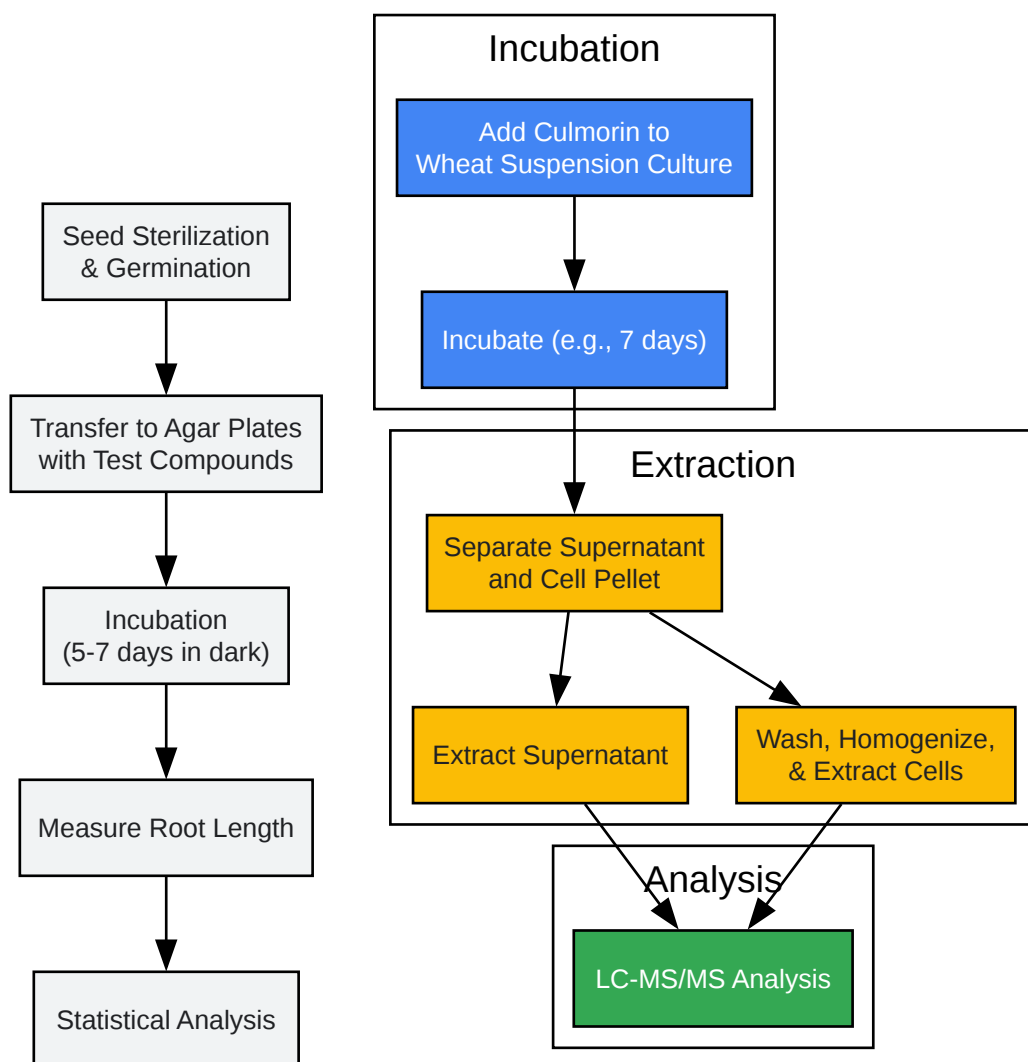 Seed Sterilization
& Germination
Transfer to Agar Plates
with Test Compounds
Incubation
(5-7 days in dark)
Measure Root Length
Statistical Analysis
Incubation
Add Culmorin to
Wheat Suspension Culture
Incubate (e.g., 7 days)
Extraction
Separate Supernatant
and Cell Pellet
Extract Supernatant
Wash, Homogenize,
& Extract Cells
Analysis
LC-MS/MS Analysis